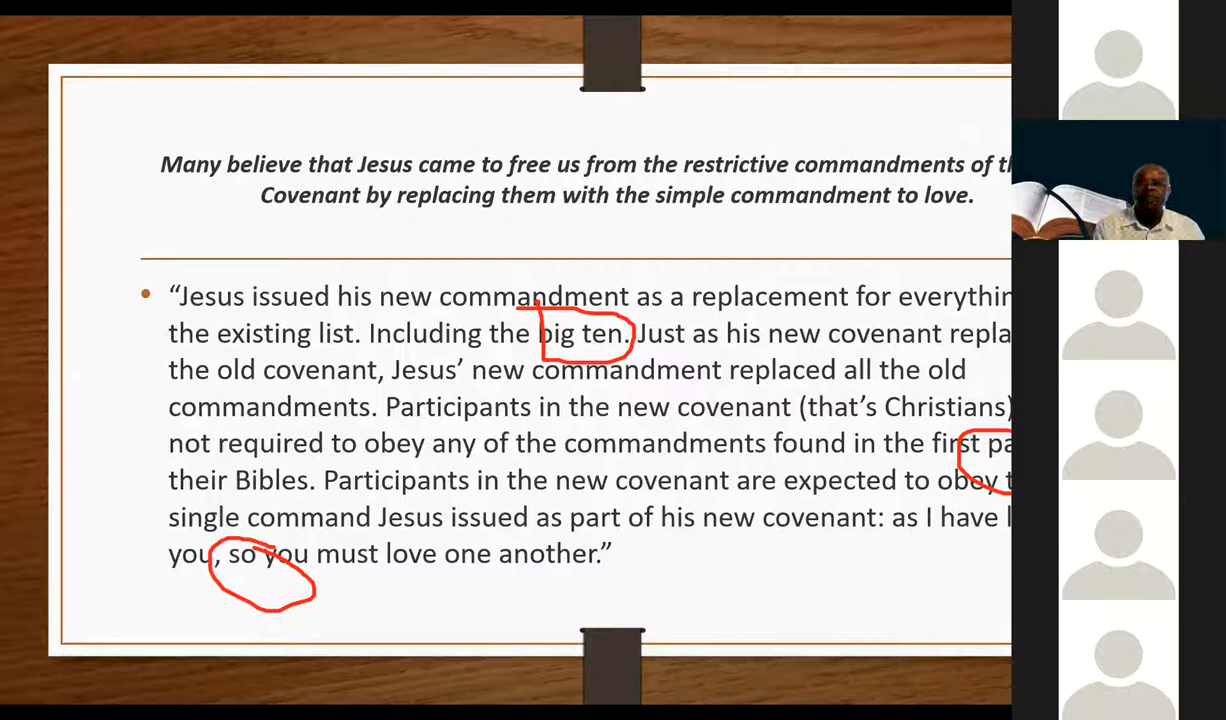 Many believe that Jesus came to free us from the restrictive commandments of
Covenant by replacing them with the simple commandment to love.
“Jesus issued his new commandment as a replacement for
the existing list. Including the big ten. Just as his new covenant
the old covenant, Jesus’ new commandment replaced all the old
commandments. Participants in the new covenant (that’s Christians)
not required to obey any of the commandments found in the first
their Bibles. Participants in the new covenant are expected to obey
single command Jesus issued as part of his new covenant: as I have
you, so you must love one another.”